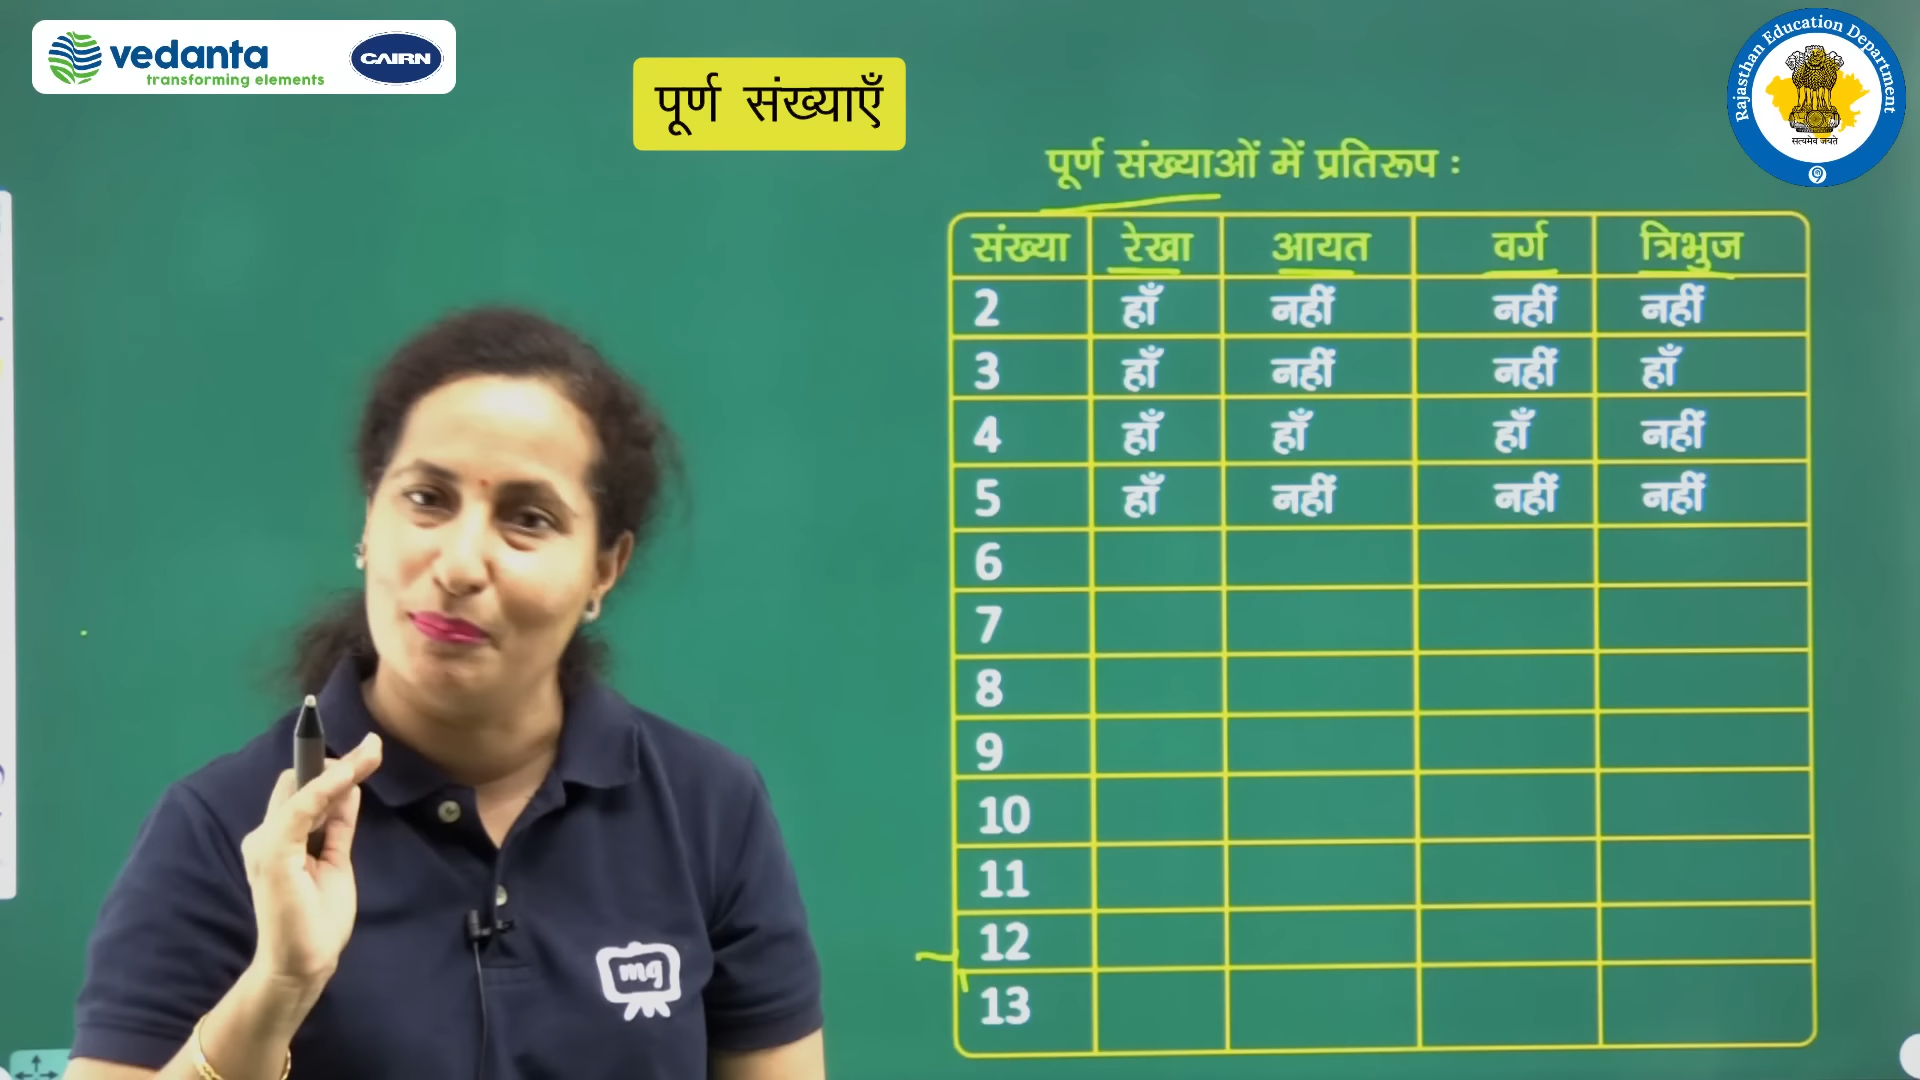 vedanta
transforming elements
CAIRN
Rajasthan Education Department
सत्यमेव जयते
पूर्ण संख्याएँ
पूर्ण संख्याओं में प्रतिरूप :
संख्या रेखा आयत वर्ग त्रिभुज
2 हाँ नहीं नहीं नहीं
3 हाँ नहीं नहीं हाँ
4 हाँ हाँ हाँ नहीं
5 हाँ नहीं नहीं नहीं
6
7
8
9
10
11
12
13
mg